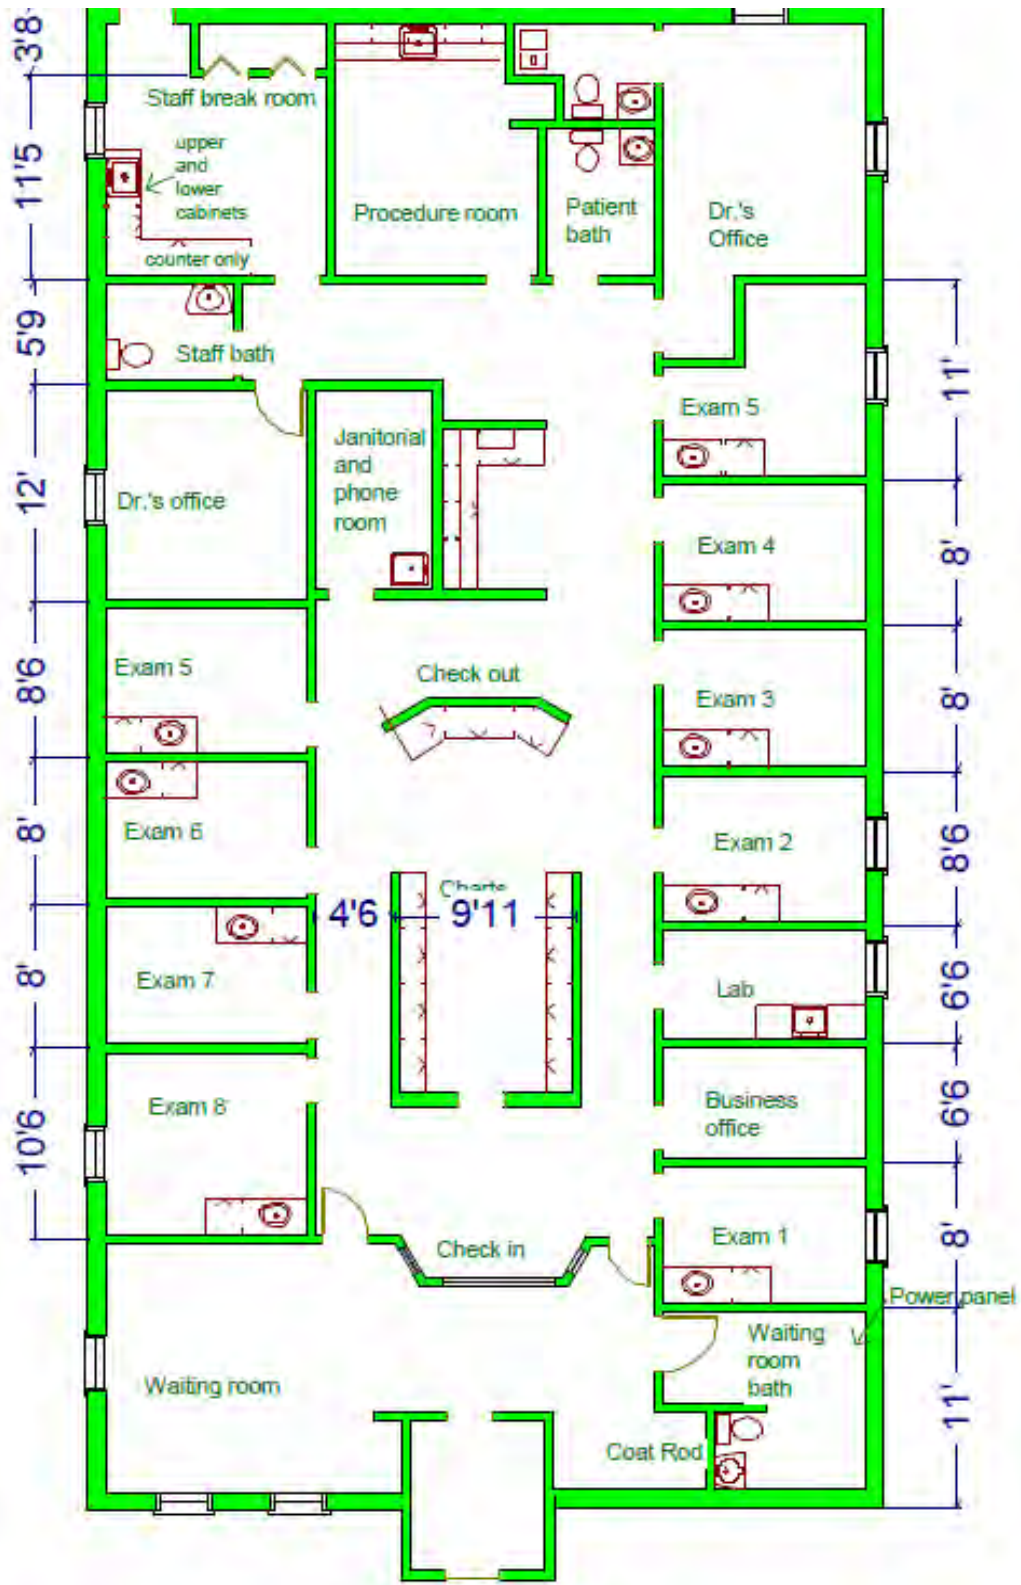 3'8
Staff break room
upper
and
lower
cabinets
11'5
Procedure room
Patient
bath
Dr.'s
Office
counter only
5'9
Staff bath
11'
Exam 5
Janitorial
and
phone
room
12'
Dr.'s office
Exam 4
8'
Exam 5
8'6
Check out
Exam 3
8'
Exam 6
8'
Exam 2
8'6
Charts
4'6
9'11
Exam 7
8'
Lab
6'6
Exam 8
10'6
Business
office
6'6
Check in
Exam 1
8'
Power panel
Waiting
room
bath
Waiting room
11'
Coat Rod